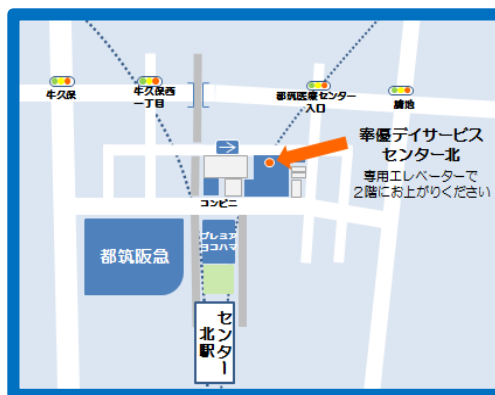 牛久保
牛久保西
一丁目
都筑医療センター
入口
率優デイサービス
センター北
専用エレベーターで
2階にお上がりください
コンビニ
都筑阪急
プレミア
ヨコハマ
センター
北駅